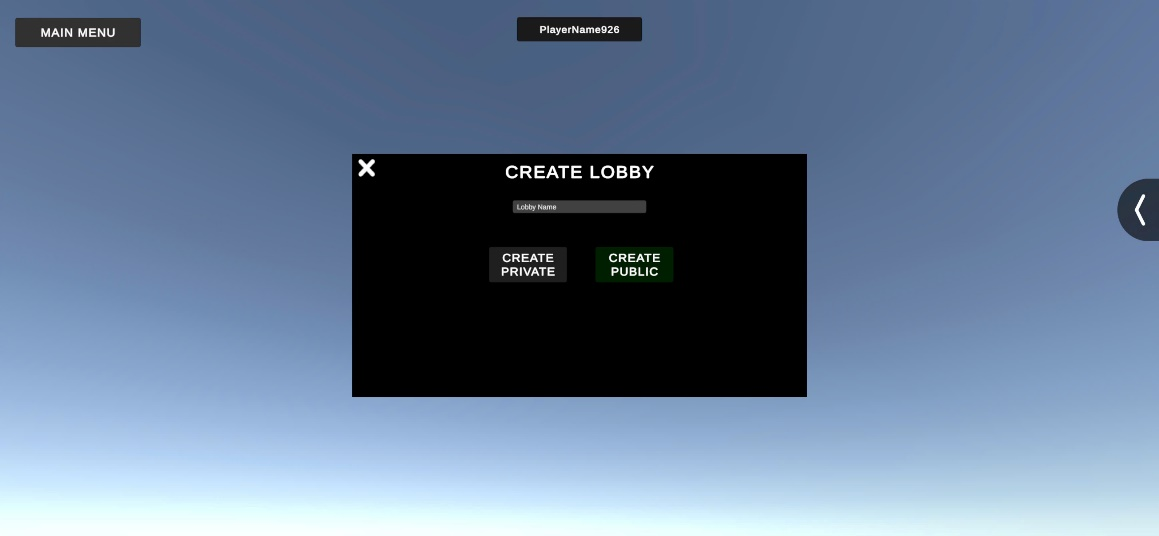 MAIN MENU
PlayerName926
CREATE LOBBY
Lobby Name
CREATE
PRIVATE
CREATE
PUBLIC